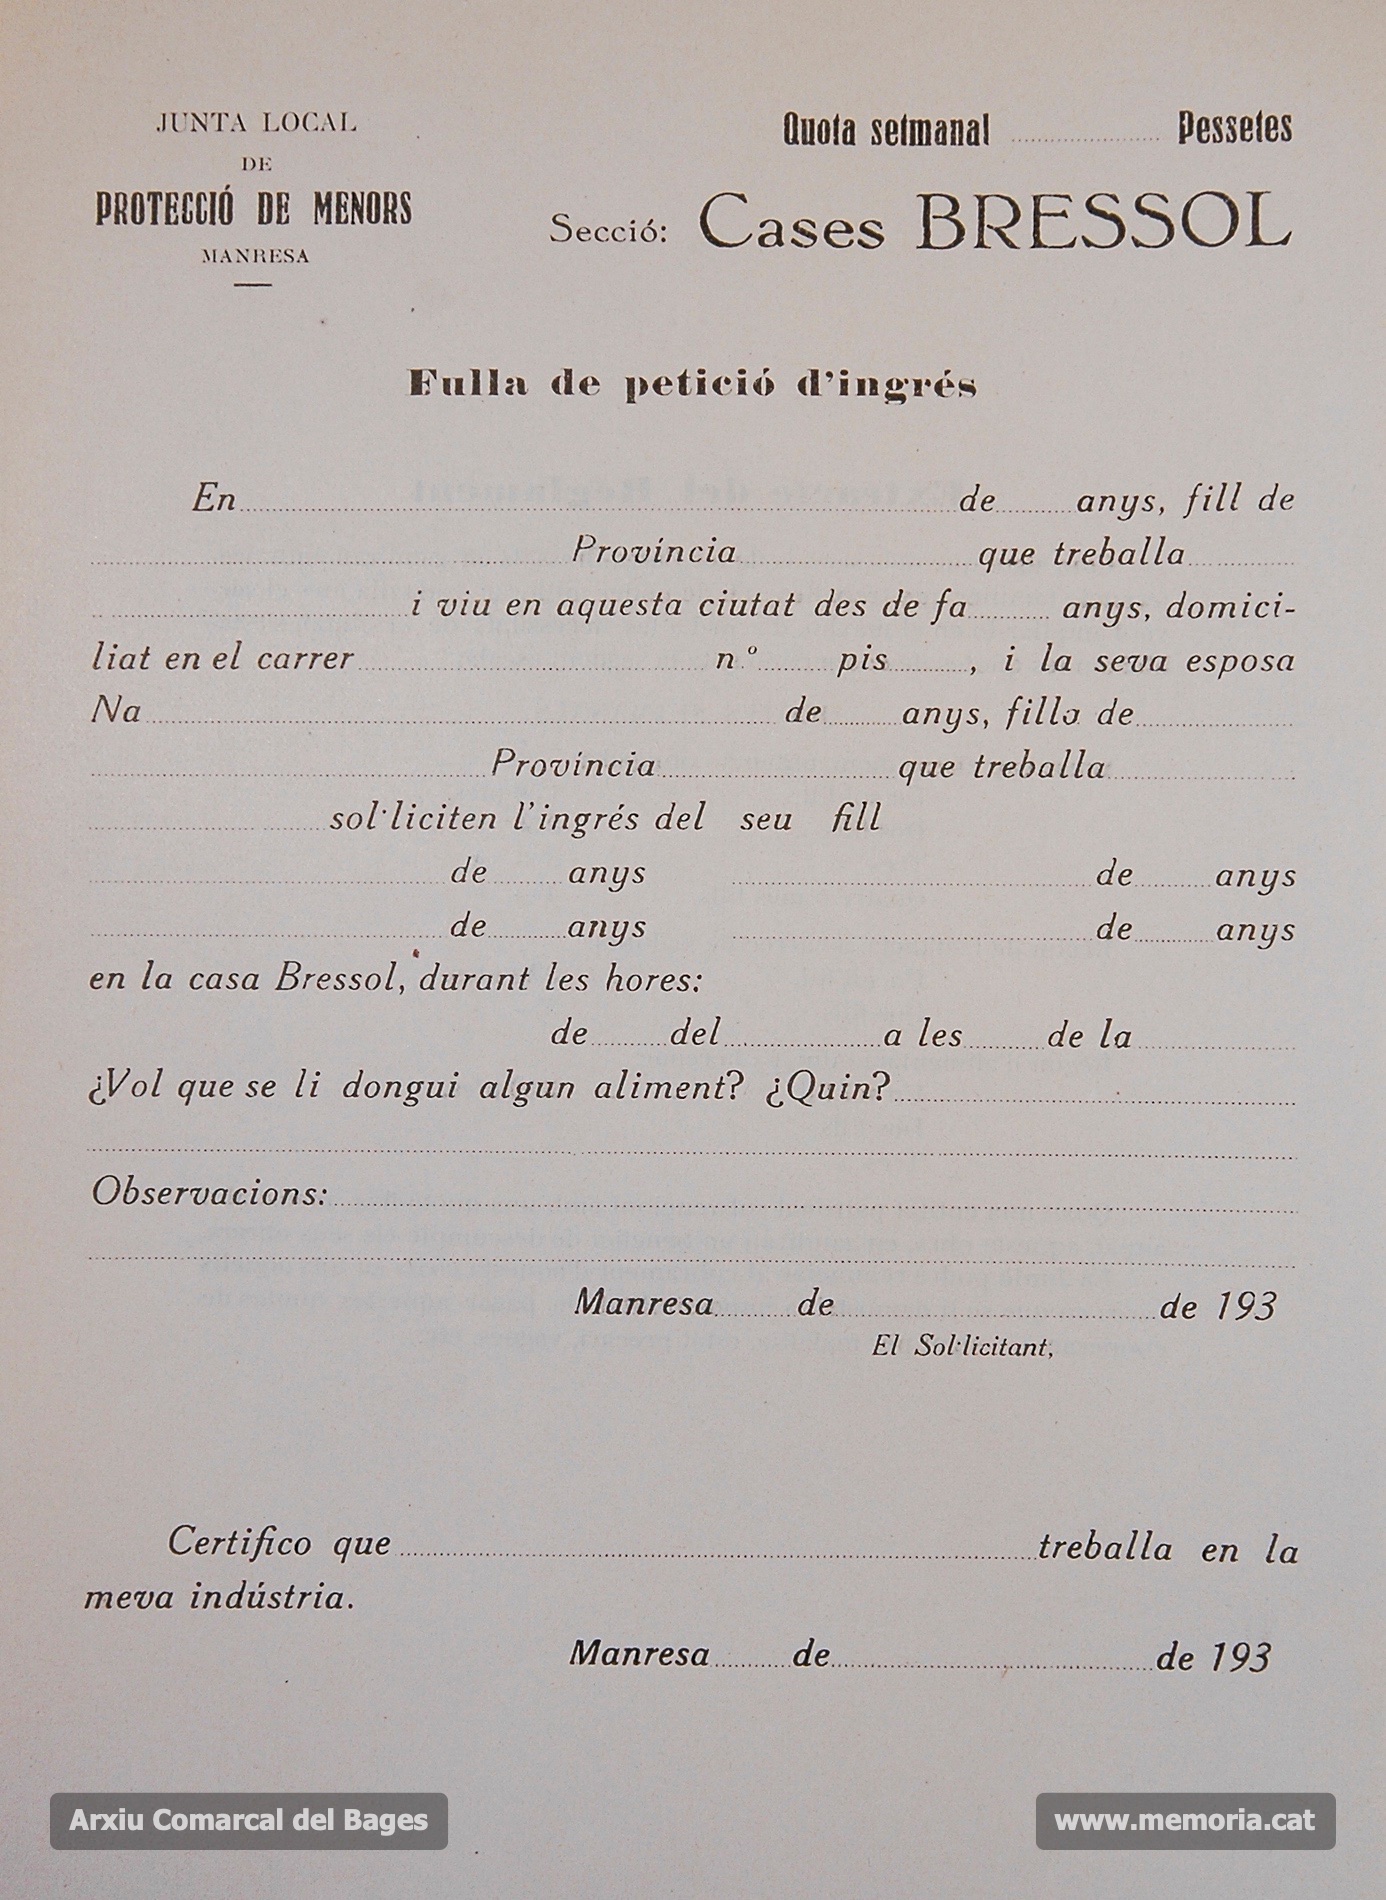 JUNTA LOCAL
DE
PROTECCIÓ DE MENORS
MANRESA
Quota setmanal ........ Pessetes
Secció: Cases BRESSOL
Fulla de petició d'ingrés
En ........ de ........ anys, fill de
........ Província ........ que treballa ........
........ i viu en aquesta ciutat des de fa ........ anys, domici-
liat en el carrer ........ n.º ........ pis ........, i la seva esposa
Na ........ de ........ anys, filla de ........
........ Província ........ que treballa ........
........ sol·liciten l'ingrés del seu fill
........ de ........ anys ........ de ........ anys
........ de ........ anys ........ de ........ anys
en la casa Bressol, durant les hores:
de ........ del ........ a les ........ de la ........
¿Vol que se li dongui algun aliment? ¿Quin? ........
Observacions: ........
Manresa ........ de ........ de 193
El Sol·licitant,
Certifico que ........ treballa en la
meva indústria.
Manresa ........ de ........ de 193
Arxiu Comarcal del Bages
www.memoria.cat